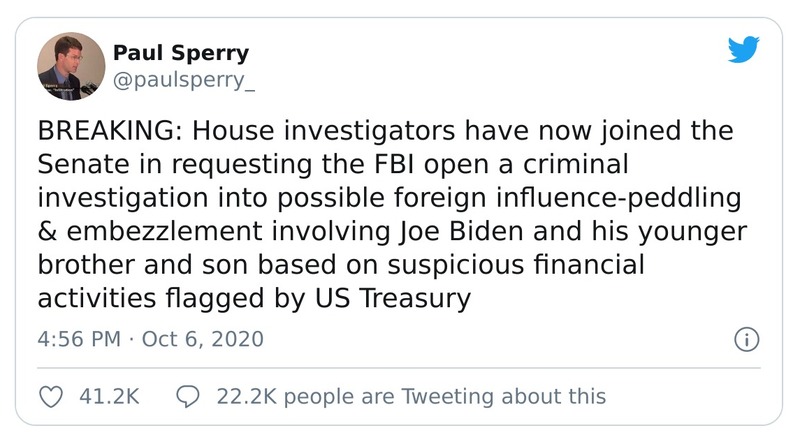 Paul Sperry
@paulsperry_
BREAKING: House investigators have now joined the
Senate in requesting the FBI open a criminal
investigation into possible foreign influence-peddling
& embezzlement involving Joe Biden and his younger
brother and son based on suspicious financial
activities flagged by US Treasury
4:56 PM · Oct 6, 2020
41.2K 22.2K people are Tweeting about this